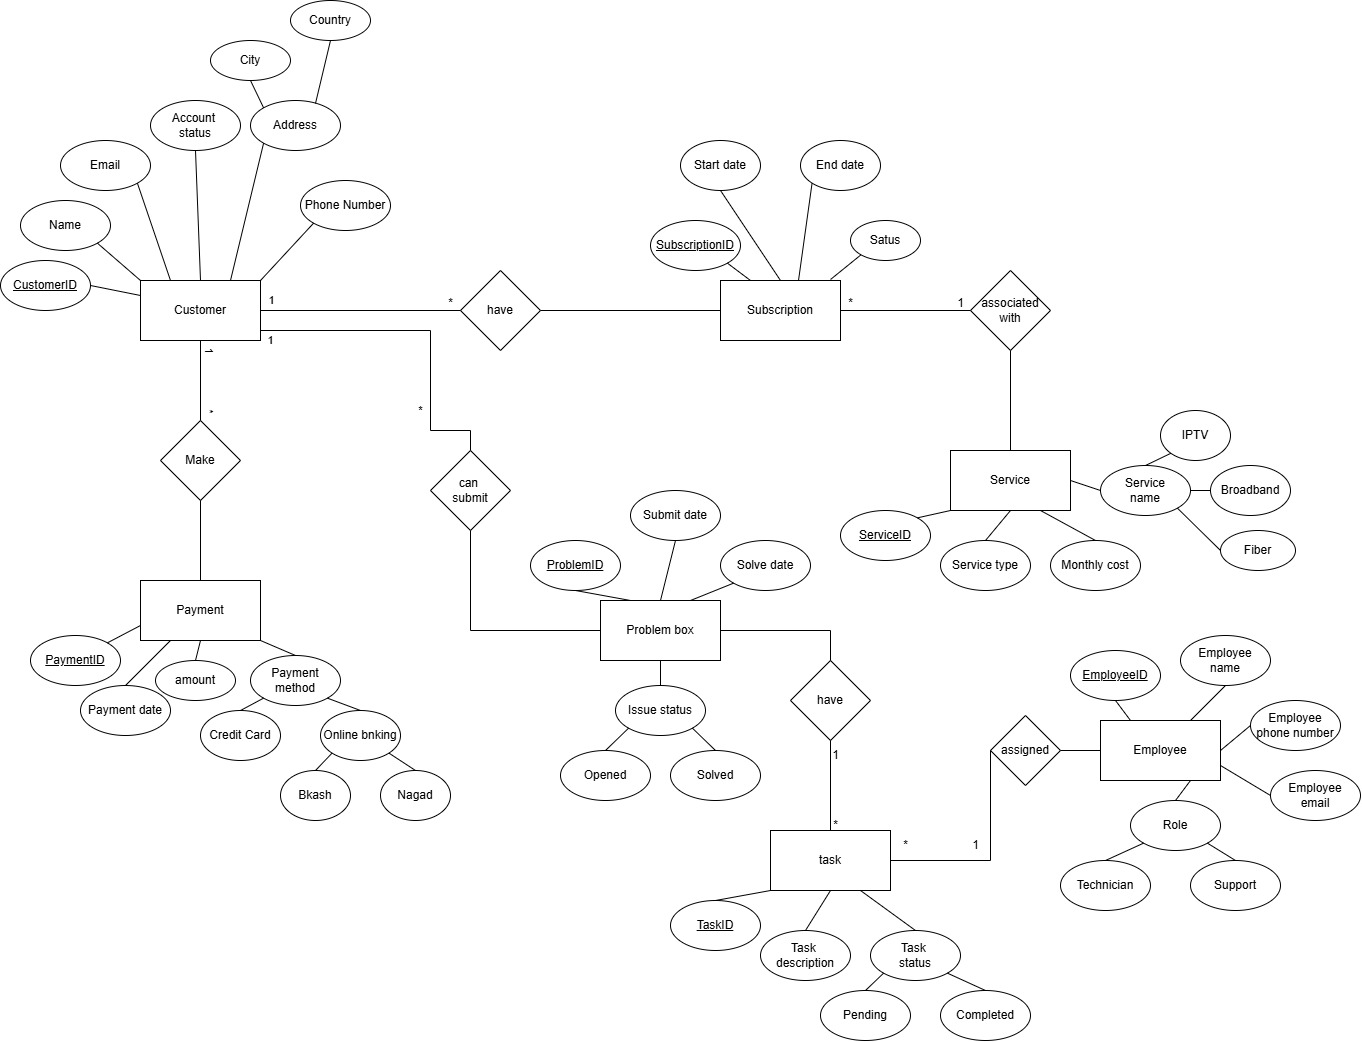 Country
City
Account
status
Address
Email
Start date
End date
Phone Number
Name
SubscriptionID
Satus
CustomerID
1
*
*
1
Customer
have
Subscription
associated
with
1
1
*
*
IPTV
Make
can
submit
Service
Service
name
Broadband
Submit date
ServiceID
Fiber
ProblemID
Solve date
Service type
Monthly cost
Payment
Problem box
PaymentID
Employee
name
EmployeeID
amount
Payment
method
Payment date
Issue status
have
Employee
phone number
Credit Card
Online bnking
assigned
Employee
1
Opened
Solved
Bkash
Nagad
Employee
email
*
Role
*
1
task
Technician
Support
TaskID
Task
description
Task
status
Pending
Completed